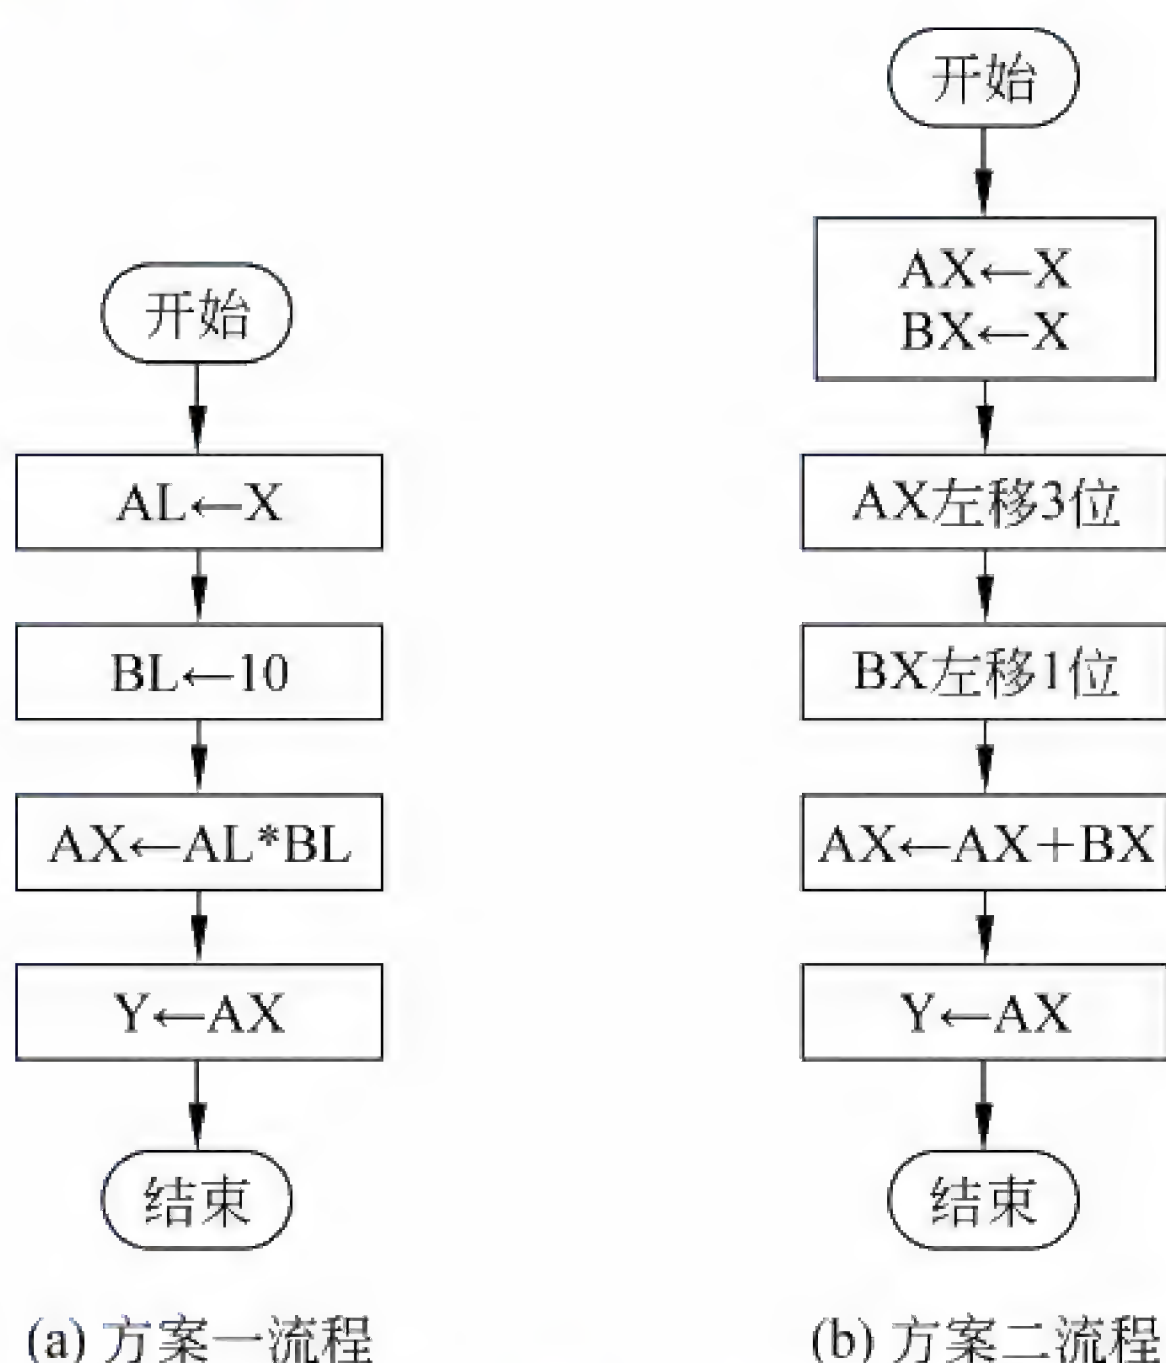 开始
AL←X
BL←10
AX←AL*BL
Y←AX
结束
(a) 方案一流程
开始
AX←X
BX←X
AX左移3位
BX左移1位
AX←AX+BX
Y←AX
结束
(b) 方案二流程